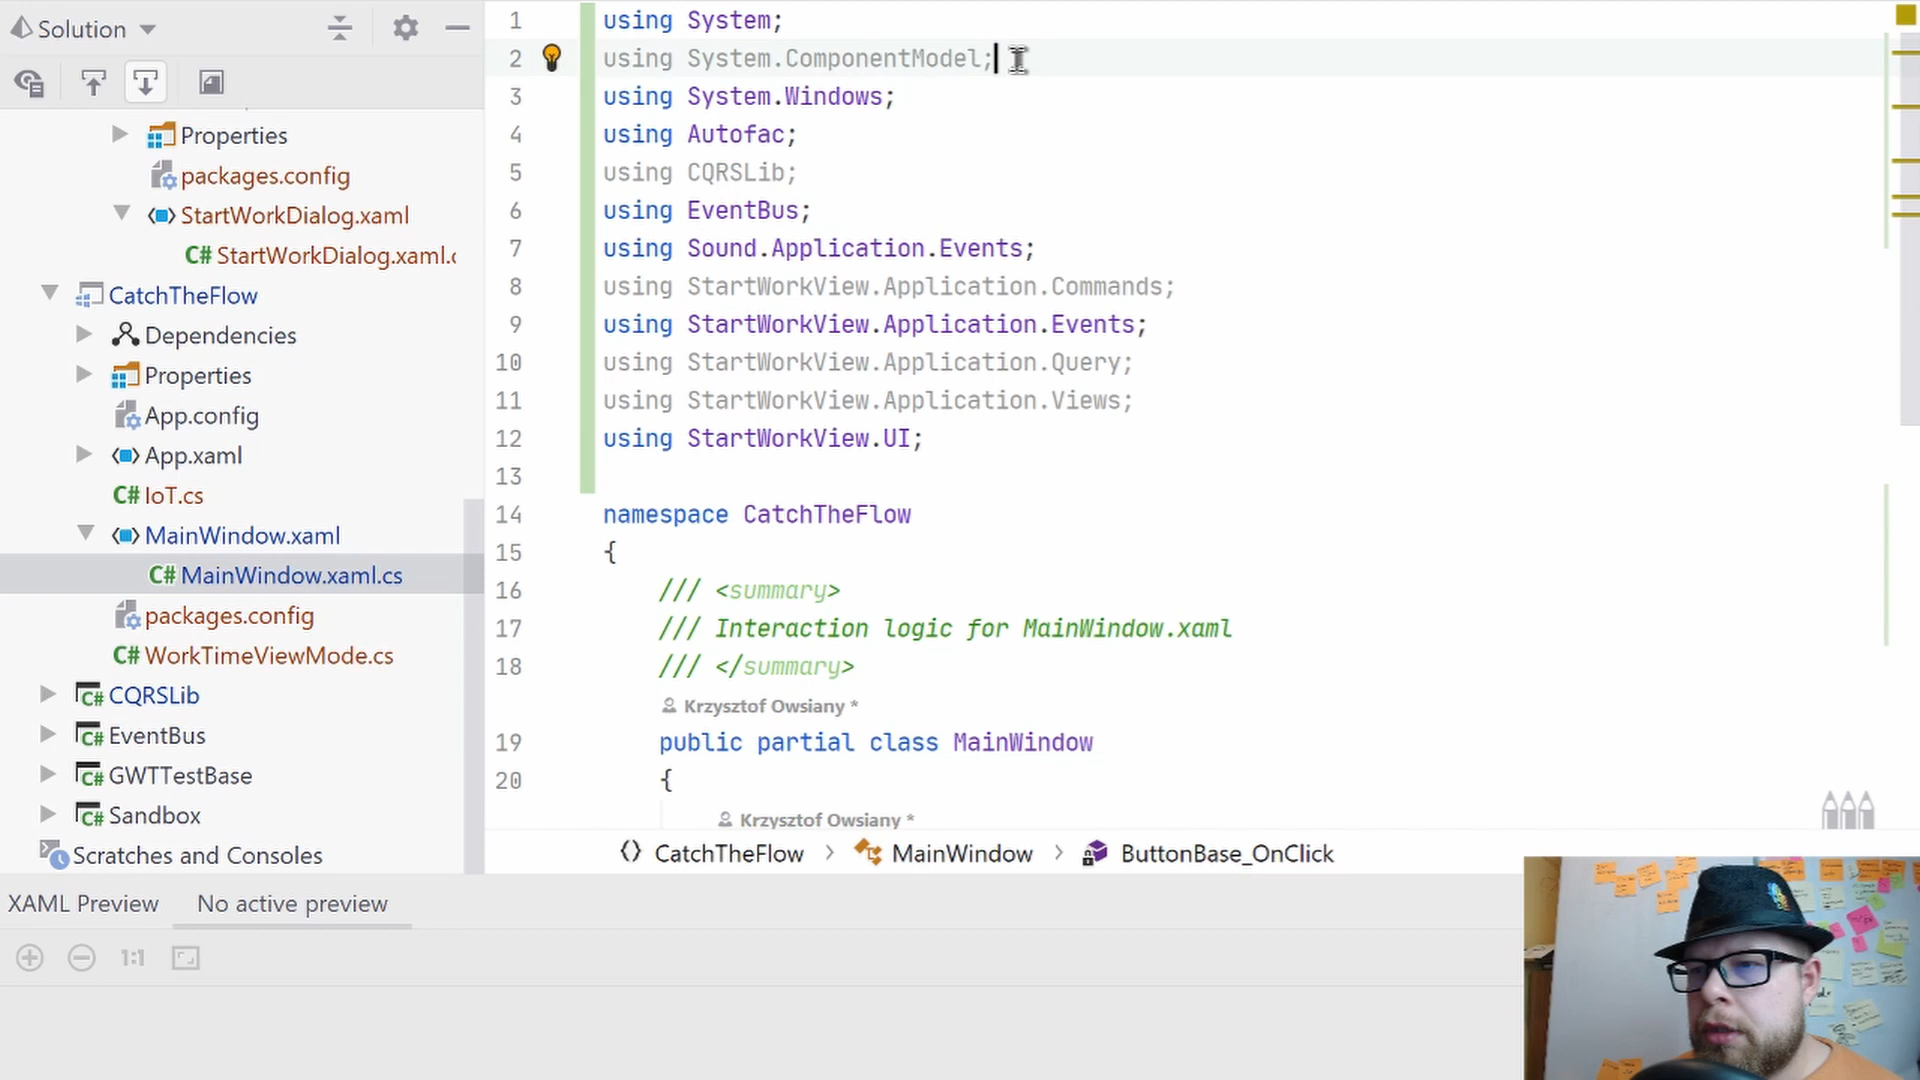 Solution
Properties
packages.config
StartWorkDialog.xaml
C# StartWorkDialog.xaml.c
CatchTheFlow
Dependencies
Properties
App.config
App.xaml
C# IoT.cs
MainWindow.xaml
C# MainWindow.xaml.cs
packages.config
C# WorkTimeViewMode.cs
C# CQRSLib
C# EventBus
C# GWTTestBase
C# Sandbox
Scratches and Consoles
1 using System;
2 using System.ComponentModel;
3 using System.Windows;
4 using Autofac;
5 using CQRSLib;
6 using EventBus;
7 using Sound.Application.Events;
8 using StartWorkView.Application.Commands;
9 using StartWorkView.Application.Events;
10 using StartWorkView.Application.Query;
11 using StartWorkView.Application.Views;
12 using StartWorkView.UI;
13
14 namespace CatchTheFlow
15 {
16 /// <summary>
17 /// Interaction logic for MainWindow.xaml
18 /// </summary>
Krzysztof Owsiany *
19 public partial class MainWindow
20 {
Krzysztof Owsiany *
CatchTheFlow > MainWindow > ButtonBase_OnClick
XAML Preview No active preview
1:1